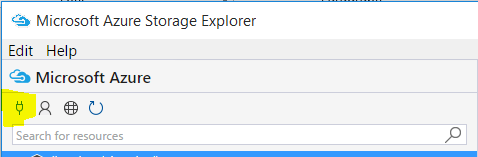 Microsoft Azure Storage Explorer
Edit Help
Microsoft Azure
Search for resources